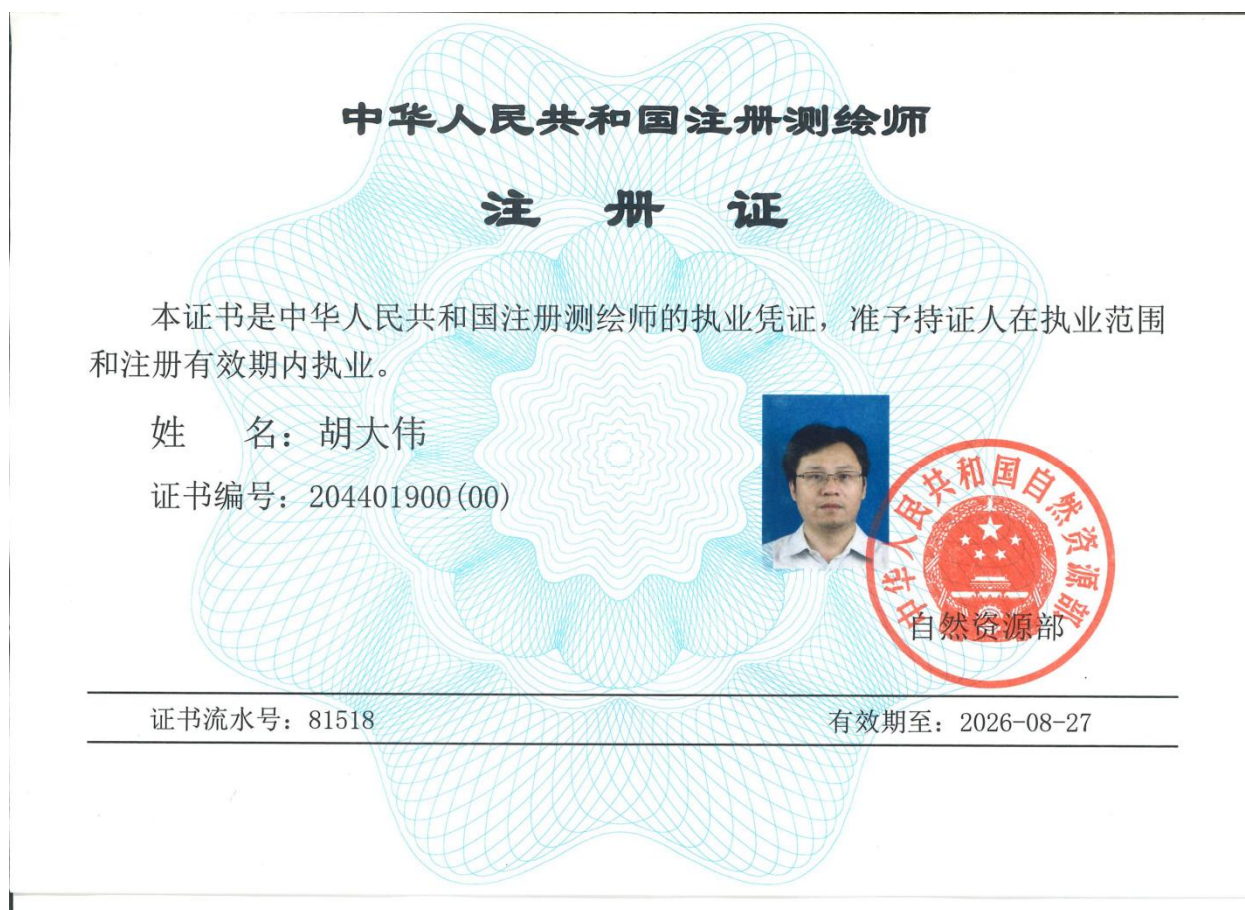 中华人民共和国注册测绘师
注 册 证
本证书是中华人民共和国注册测绘师的执业凭证，准予持证人在执业范围
和注册有效期内执业。
姓 名：胡大伟
证书编号：204401900(00)
中华人民共和国自然资源部
自然资源部
证书流水号：81518
有效期至：2026-08-27